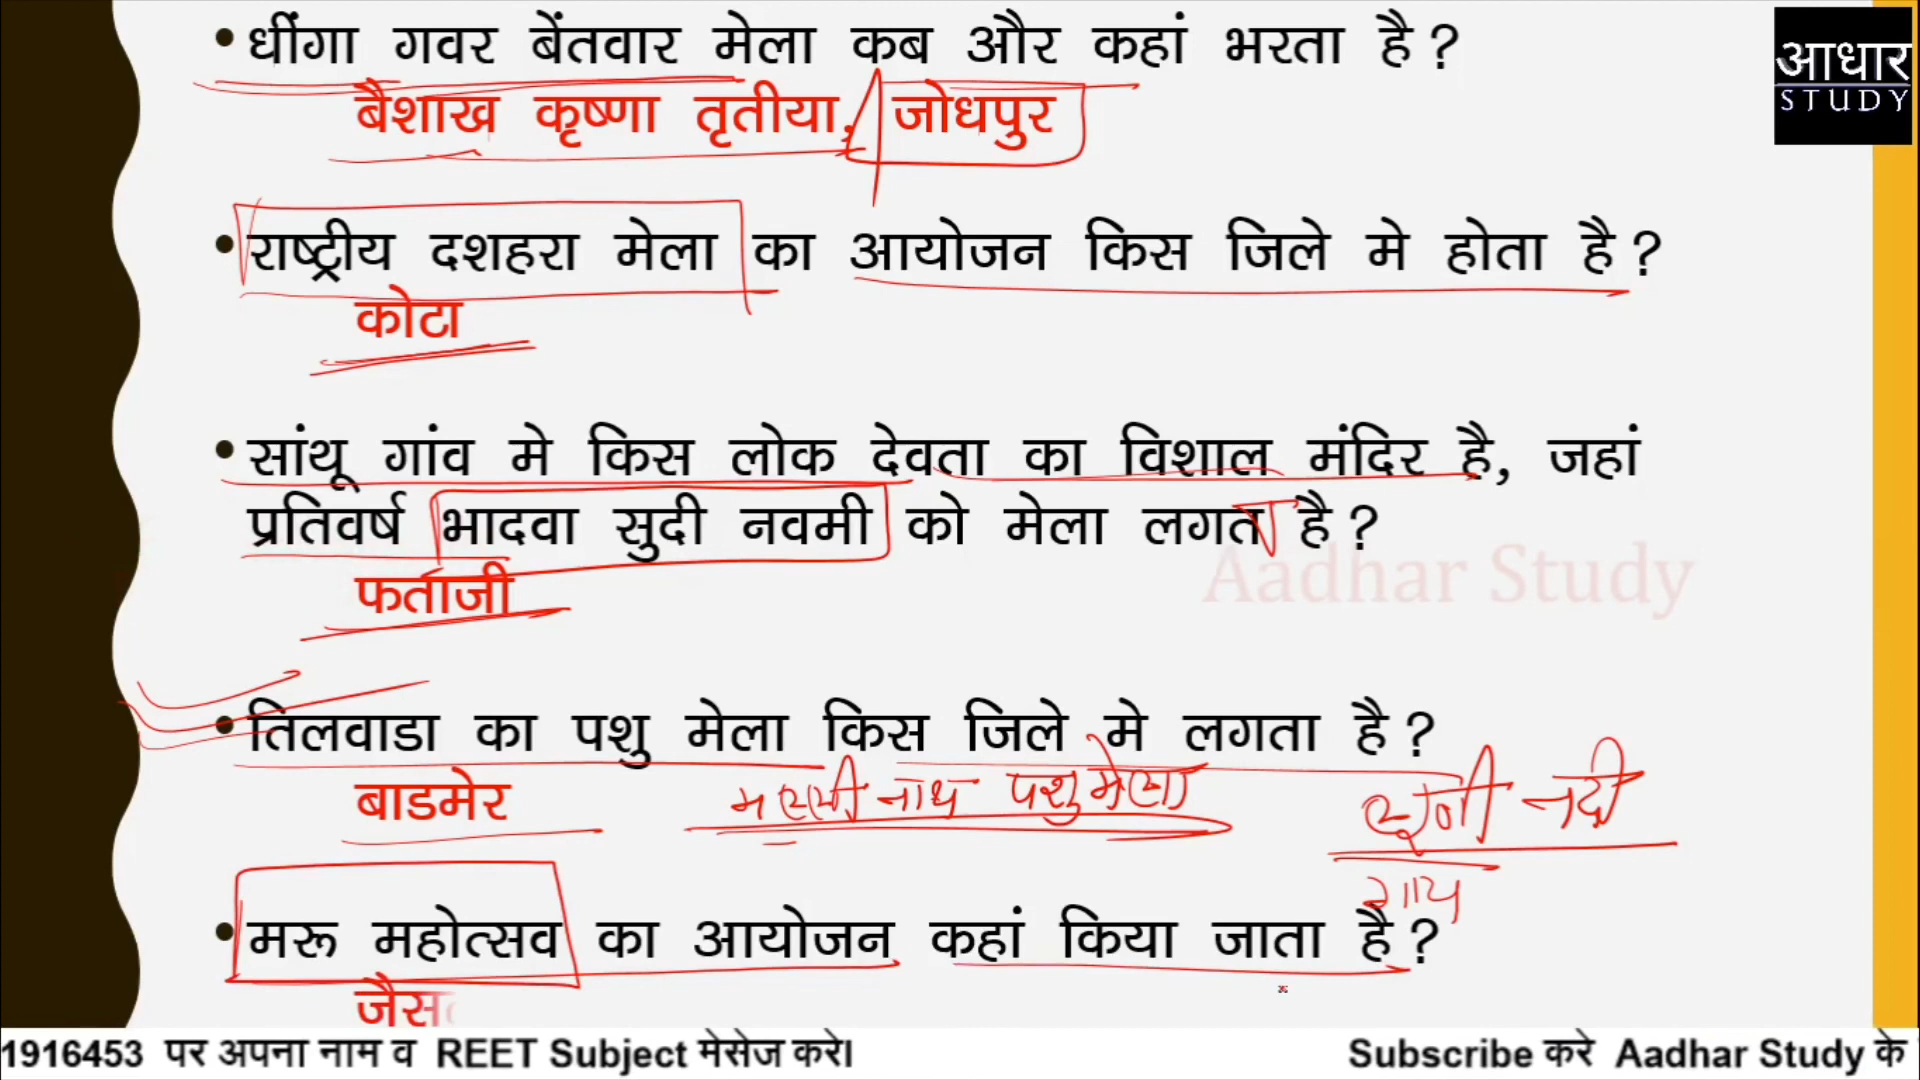 धींगा गवर बेंतवार मेला कब और कहां भरता है?
बैशाख कृष्णा तृतीया, जोधपुर
राष्ट्रीय दशहरा मेला का आयोजन किस जिले मे होता है?
कोटा
सांथू गांव मे किस लोक देवता का विशाल मंदिर है, जहां
प्रतिवर्ष भादवा सुदी नवमी को मेला लगत है?
फताजी
तिलवाडा का पशु मेला किस जिले मे लगता है?
बाडमेर
मल्ली नाथ पशु मेला
लूणी नदी
गाय
मरू महोत्सव का आयोजन कहां किया जाता है?
जैस
आधार
STUDY
Aadhar Study
1916453 पर अपना नाम व REET Subject मेसेज करे।
Subscribe करे Aadhar Study के